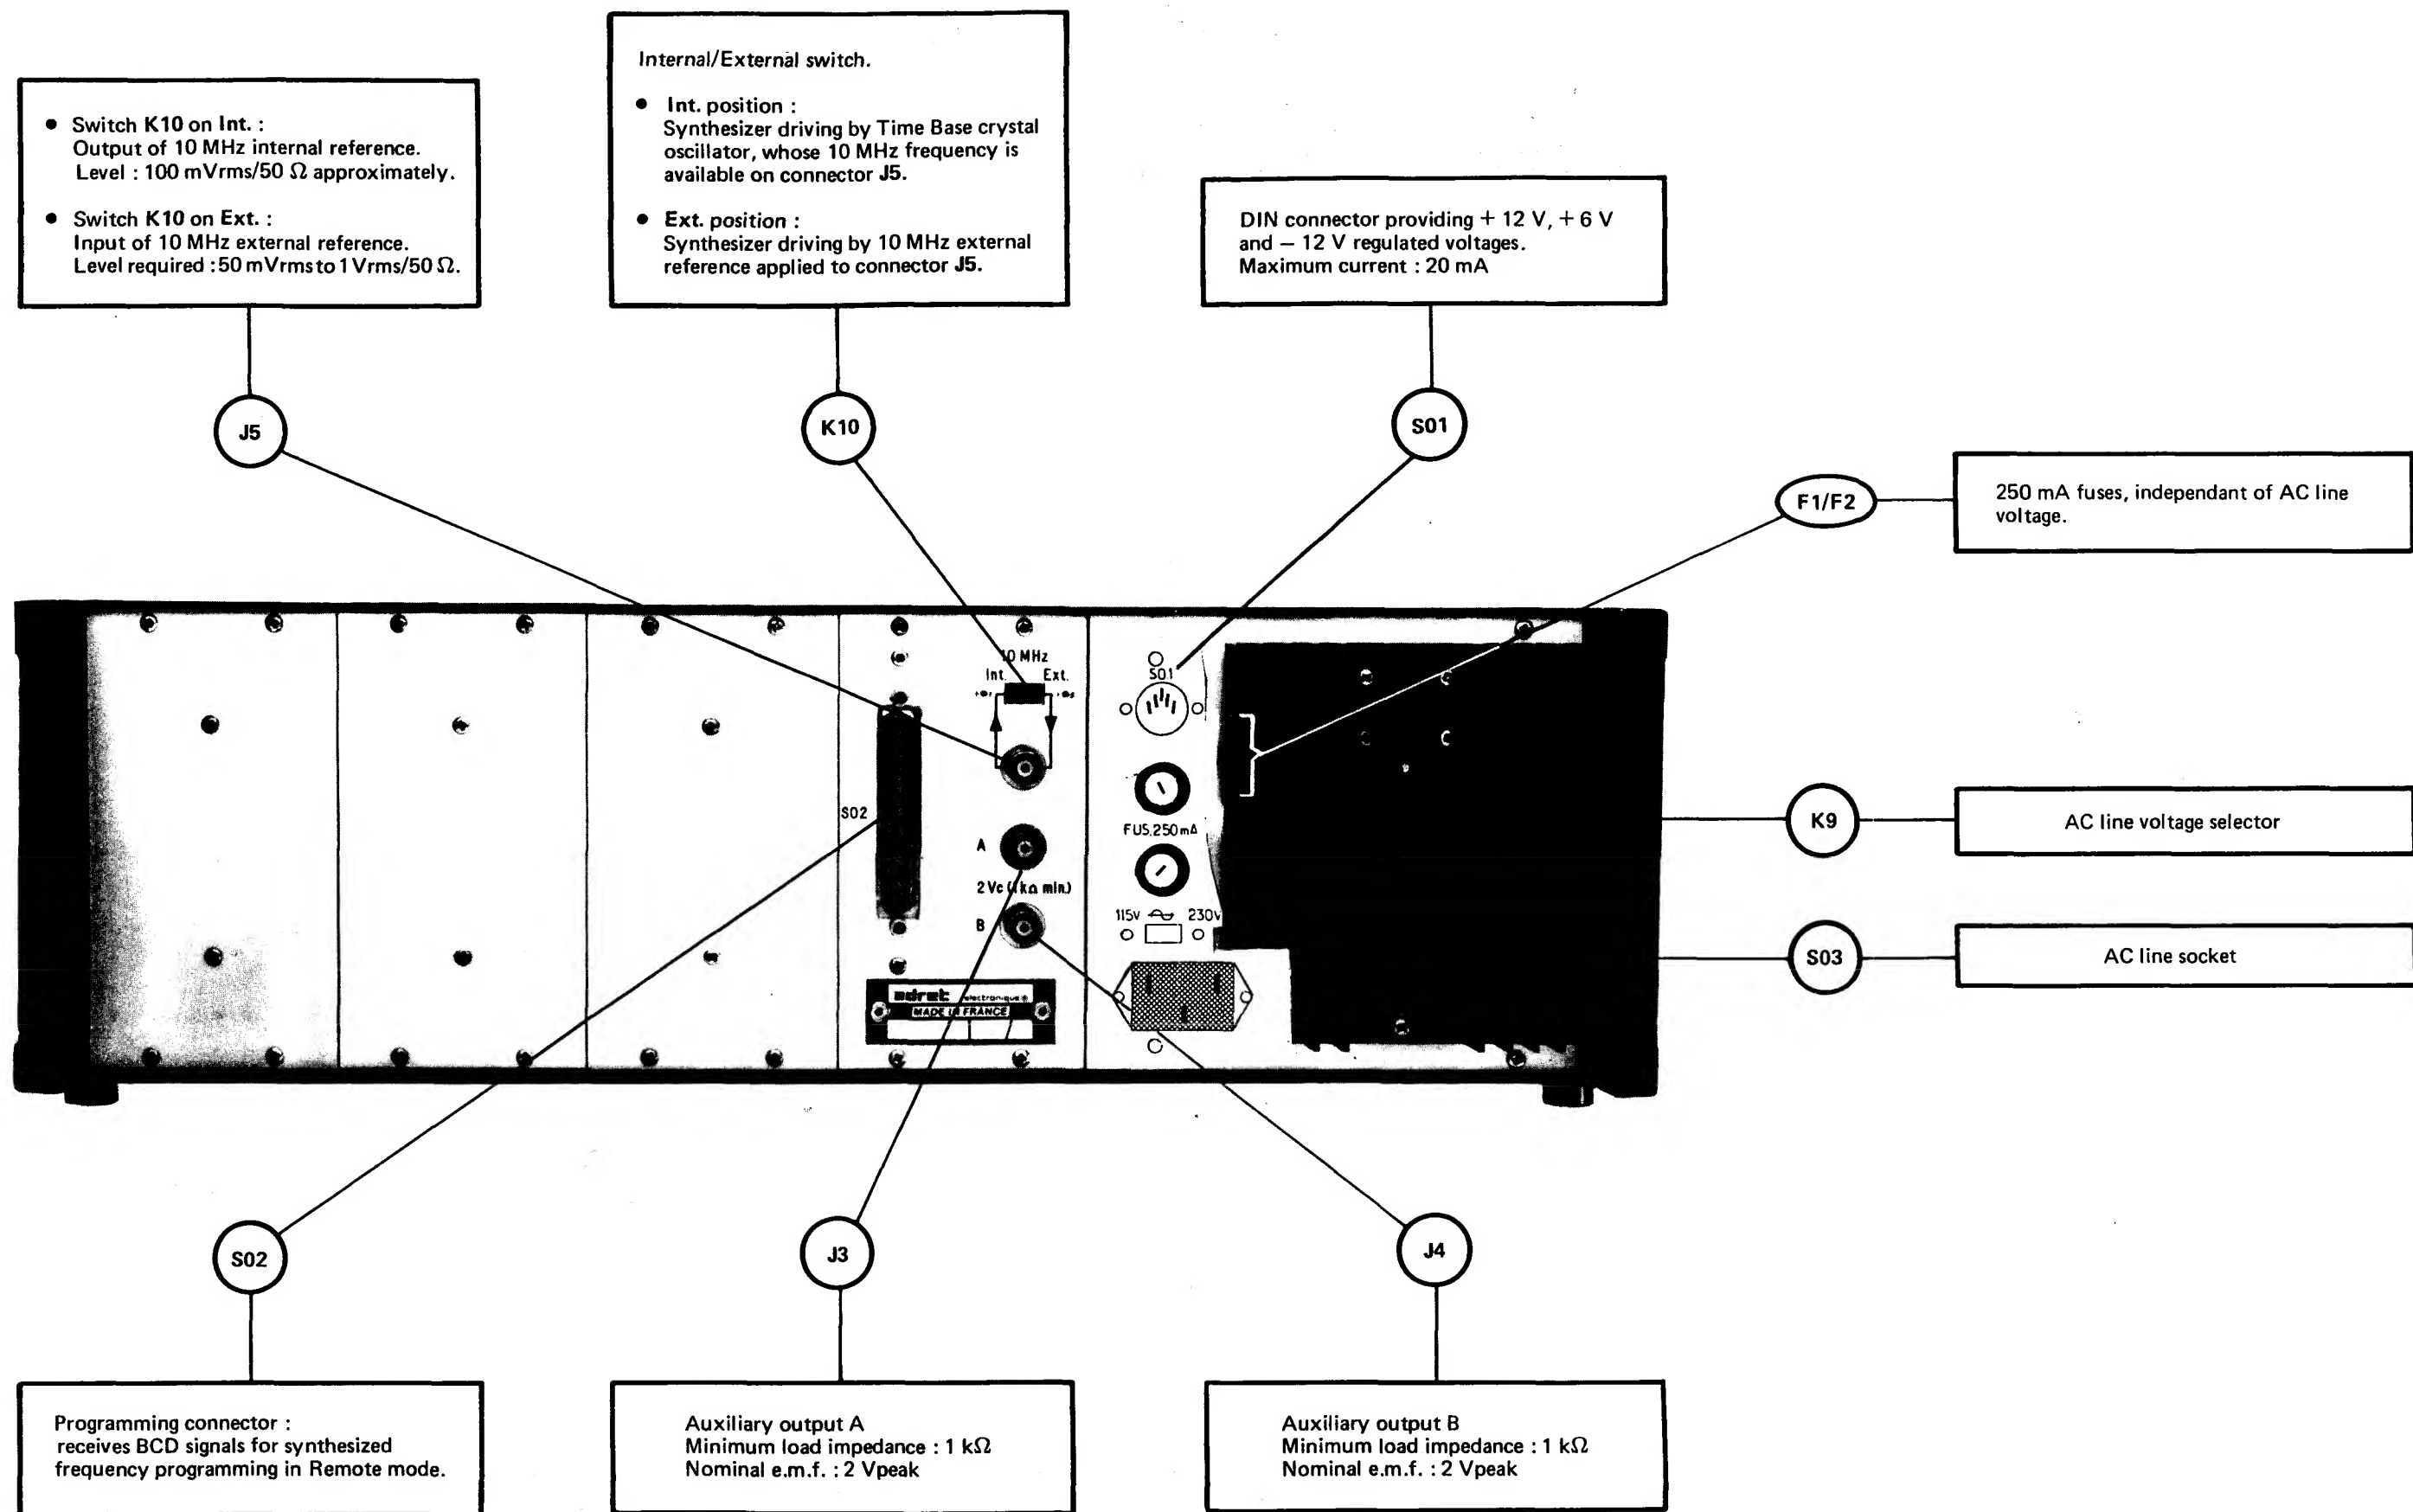 ● Switch K10 on Int. :
Output of 10 MHz internal reference.
Level : 100 mVrms/50 Ω approximately.
● Switch K10 on Ext. :
Input of 10 MHz external reference.
Level required : 50 mVrms to 1 Vrms/50 Ω.
Internal/External switch.
● Int. position :
Synthesizer driving by Time Base crystal
oscillator, whose 10 MHz frequency is
available on connector J5.
● Ext. position :
Synthesizer driving by 10 MHz external
reference applied to connector J5.
DIN connector providing + 12 V, + 6 V
and – 12 V regulated voltages.
Maximum current : 20 mA
J5
K10
S01
F1/F2
250 mA fuses, independant of AC line
voltage.
10 MHz
Int. Ext.
S01
S02
FUS.250mA
A
2 Vc (1 kΩ min.)
B
115v 230v
adret electronique
MADE IN FRANCE
K9
AC line voltage selector
S03
AC line socket
S02
J3
J4
Programming connector :
receives BCD signals for synthesized
frequency programming in Remote mode.
Auxiliary output A
Minimum load impedance : 1 kΩ
Nominal e.m.f. : 2 Vpeak
Auxiliary output B
Minimum load impedance : 1 kΩ
Nominal e.m.f. : 2 Vpeak